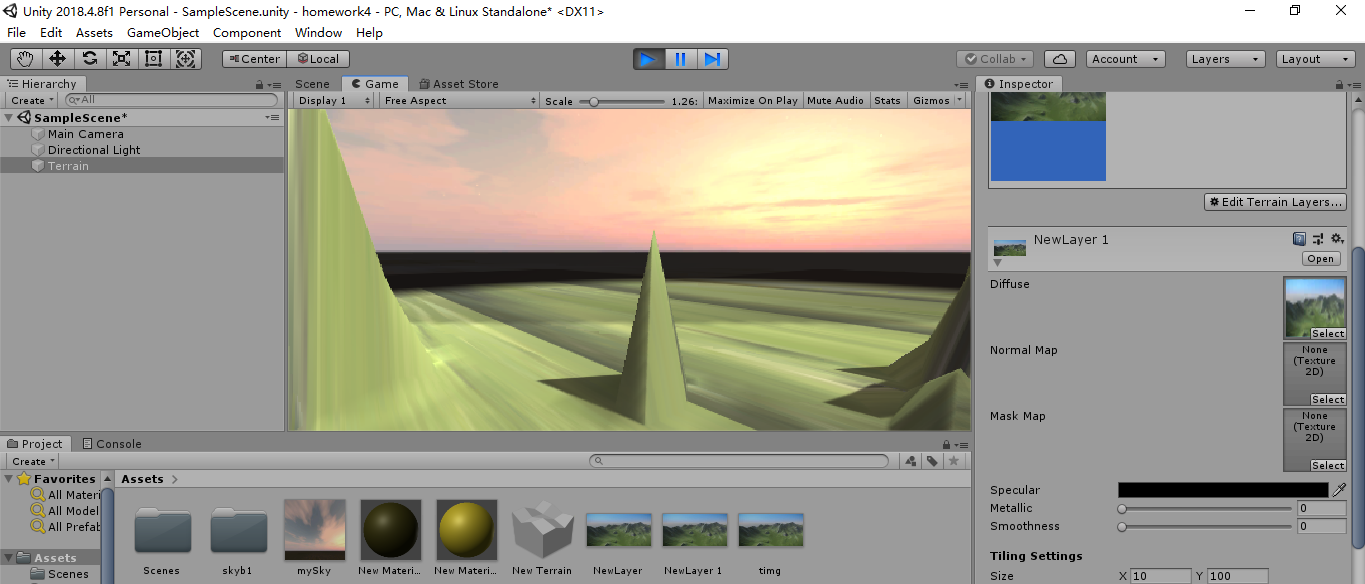 Unity 2018.4.8f1 Personal - SampleScene.unity - homework4 - PC, Mac & Linux Standalone* <DX11>
File Edit Assets GameObject Component Window Help
Center Local Collab Account Layers Layout
Hierarchy Scene Game Asset Store Inspector
Create All Display 1 Free Aspect Scale 1.26: Maximize On Play Mute Audio Stats Gizmos
SampleScene*
Main Camera
Directional Light
Terrain
Edit Terrain Layers...
NewLayer 1
Open
Diffuse
Select
Normal Map
None
(Texture
2D)
Select
Mask Map
None
(Texture
2D)
Select
Specular
Metallic 0
Smoothness 0
Tiling Settings
Size X 10 Y 100
Project Console
Create
Favorites
All Materi
All Model
All Prefab
Assets
Scenes
Assets
Scenes skyb1 mySky New Materi... New Materi... New Terrain NewLayer NewLayer 1 timg